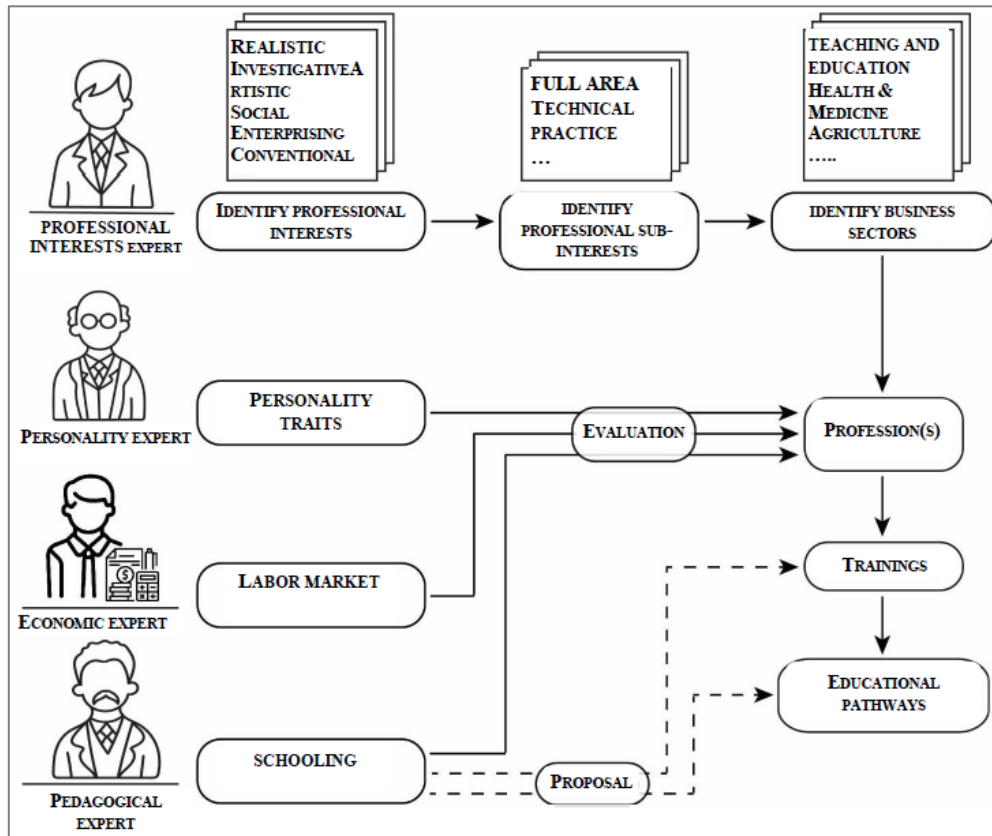 REALISTIC
INVESTIGATIVEA
RTISTIC
SOCIAL
ENTERPRISING
CONVENTIONAL
FULL AREA
TECHNICAL
PRACTICE
…
TEACHING AND
EDUCATION
HEALTH &
MEDICINE
AGRICULTURE
…..
PROFESSIONAL
INTERESTS EXPERT
IDENTIFY PROFESSIONAL
INTERESTS
IDENTIFY
PROFESSIONAL SUB-
INTERESTS
IDENTIFY BUSINESS
SECTORS
PERSONALITY EXPERT
PERSONALITY
TRAITS
EVALUATION
PROFESSION(S)
ECONOMIC EXPERT
LABOR MARKET
TRAININGS
EDUCATIONAL
PATHWAYS
PEDAGOGICAL
EXPERT
SCHOOLING
PROPOSAL